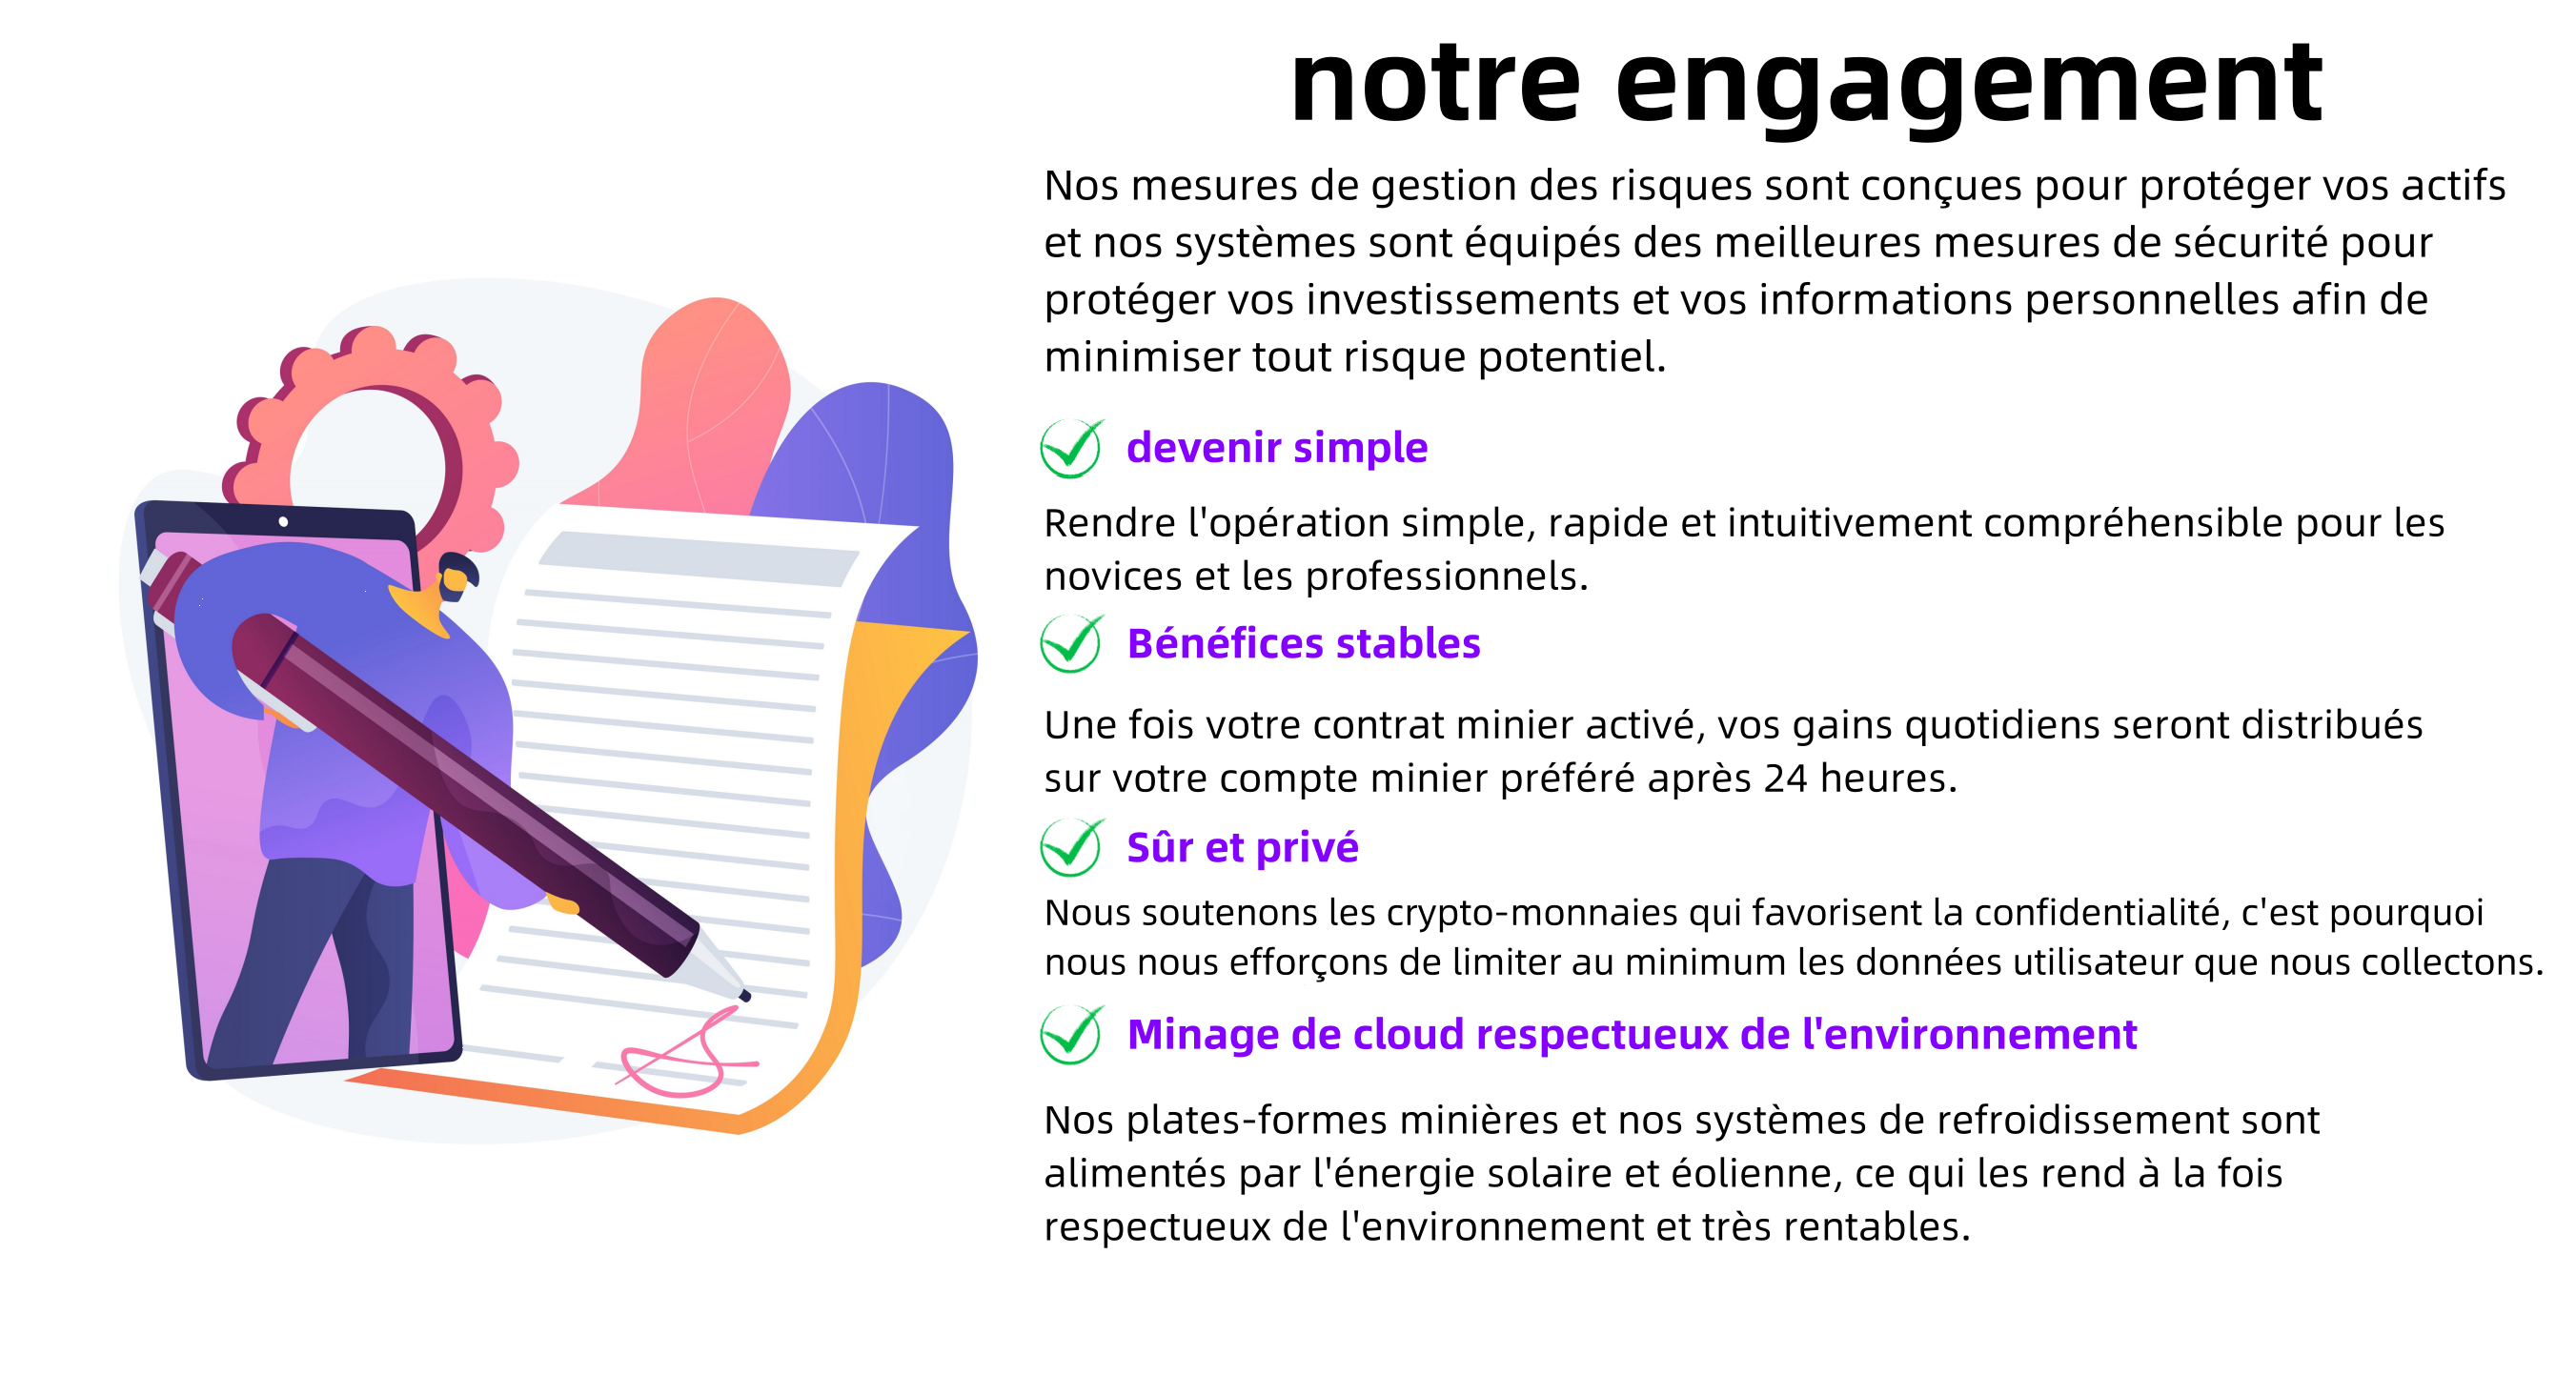 notre engagement
Nos mesures de gestion des risques sont conçues pour protéger vos actifs
et nos systèmes sont équipés des meilleures mesures de sécurité pour
protéger vos investissements et vos informations personnelles afin de
minimiser tout risque potentiel.
devenir simple
Rendre l'opération simple, rapide et intuitivement compréhensible pour les
novices et les professionnels.
Bénéfices stables
Une fois votre contrat minier activé, vos gains quotidiens seront distribués
sur votre compte minier préféré après 24 heures.
Sûr et privé
Nous soutenons les crypto-monnaies qui favorisent la confidentialité, c'est pourquoi
nous nous efforçons de limiter au minimum les données utilisateur que nous collectons.
Minage de cloud respectueux de l'environnement
Nos plates-formes minières et nos systèmes de refroidissement sont
alimentés par l'énergie solaire et éolienne, ce qui les rend à la fois
respectueux de l'environnement et très rentables.